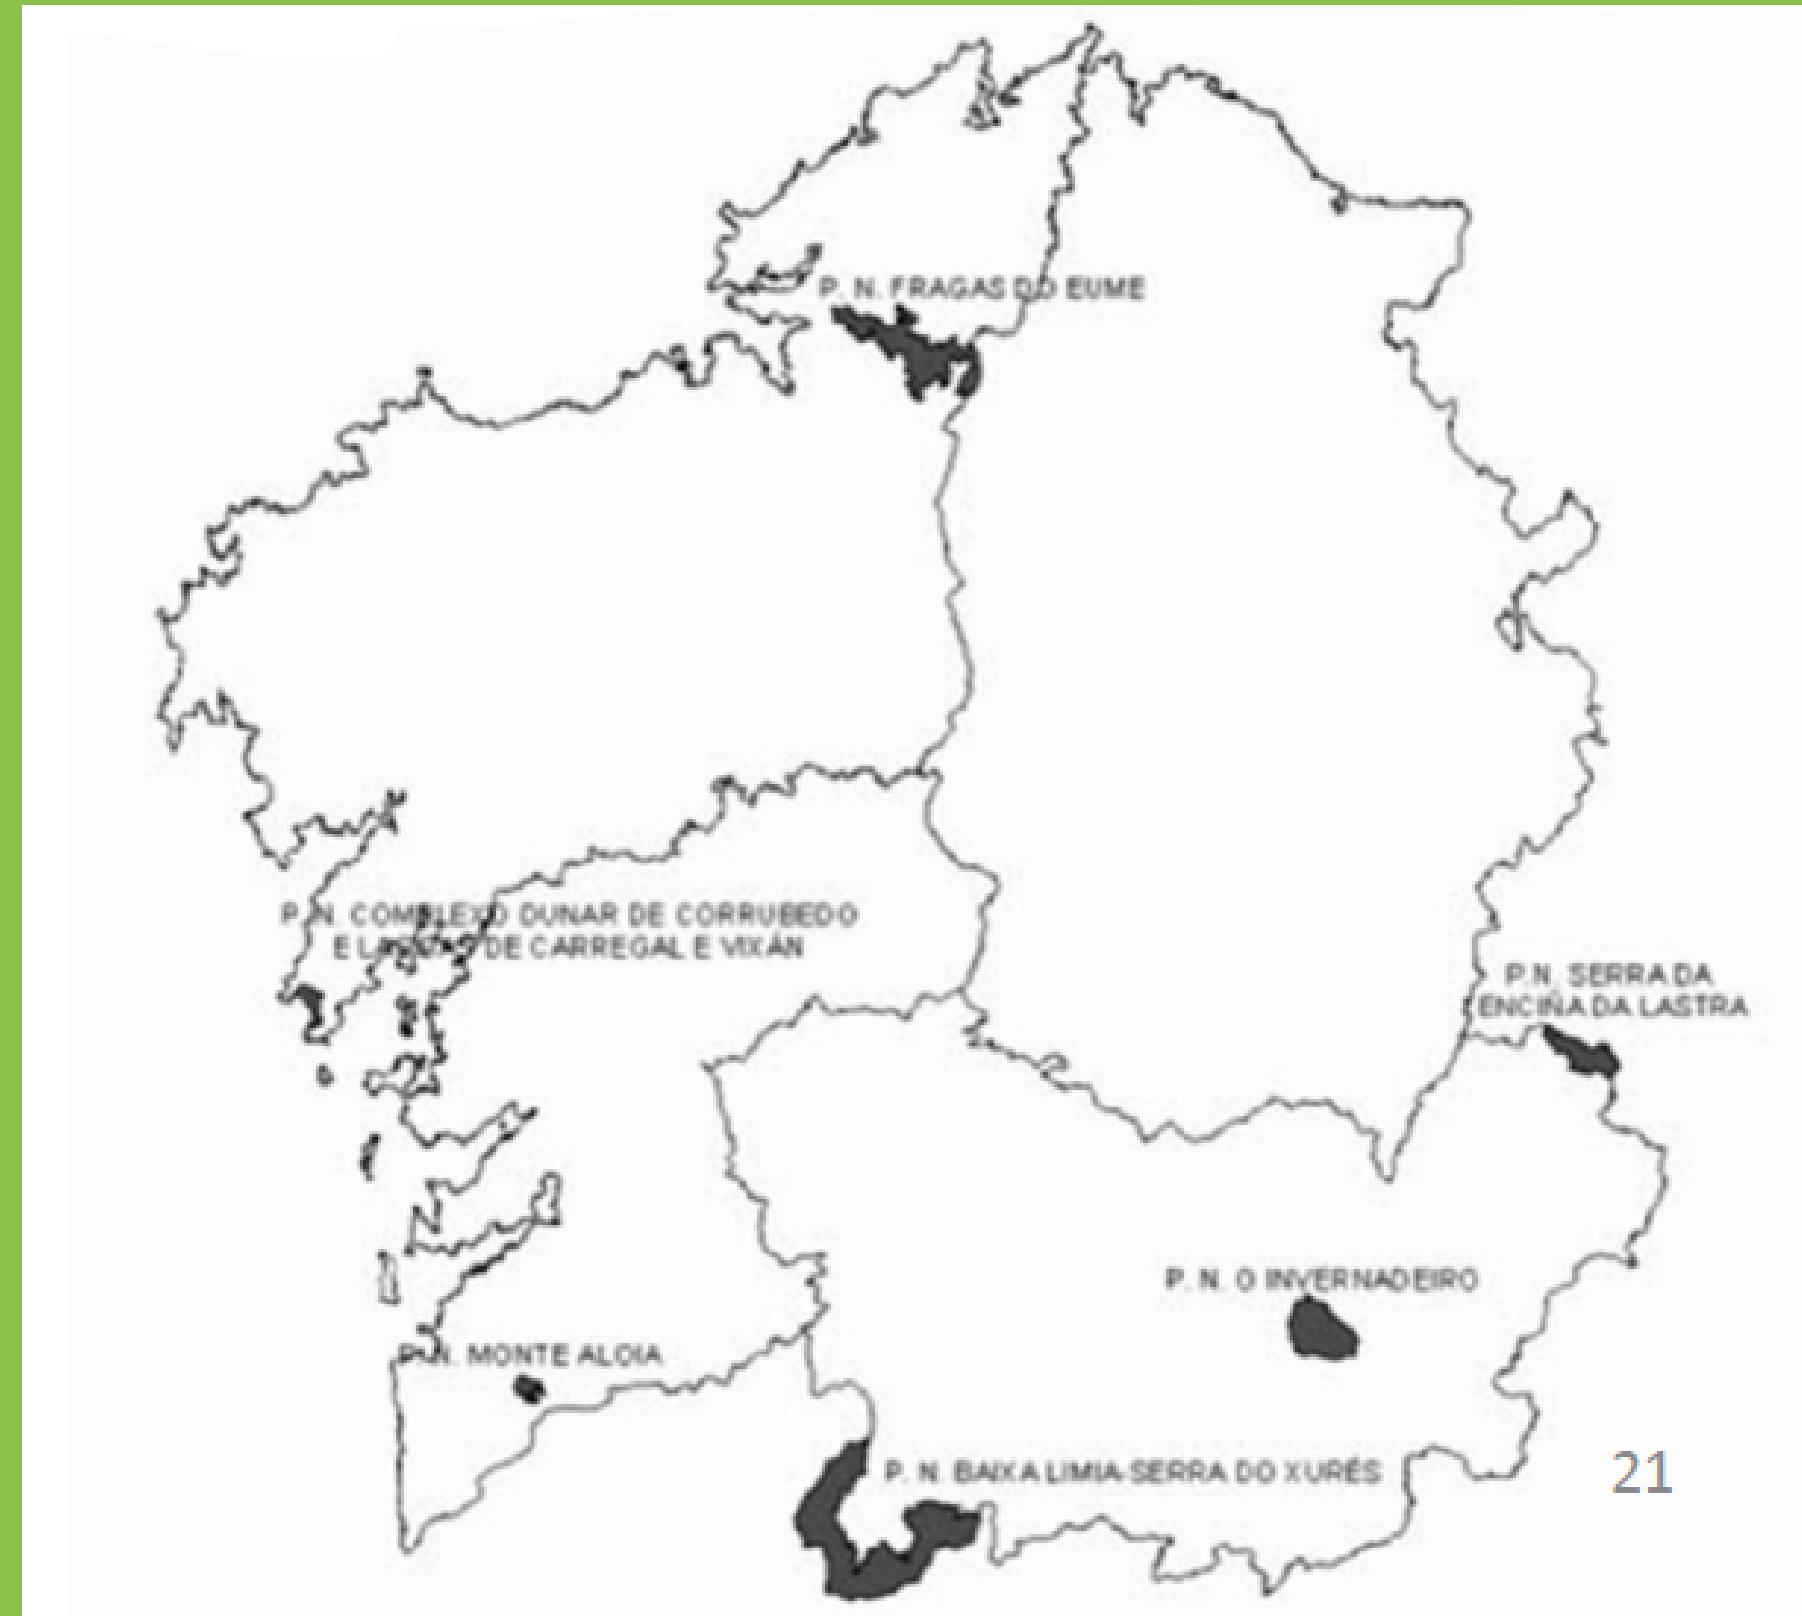 P. N. FRAGAS DO EUME
P. N. COMPLEXO DUNAR DE CORRUBEDO
E LAGOAS DE CARREGAL E VIXÁN
P.N. SERRA DA
ENCIÑA DA LASTRA
P. N. O INVERNADEIRO
P. N. MONTE ALOIA
P. N. BAIXA LIMIA-SERRA DO XURÉS
21